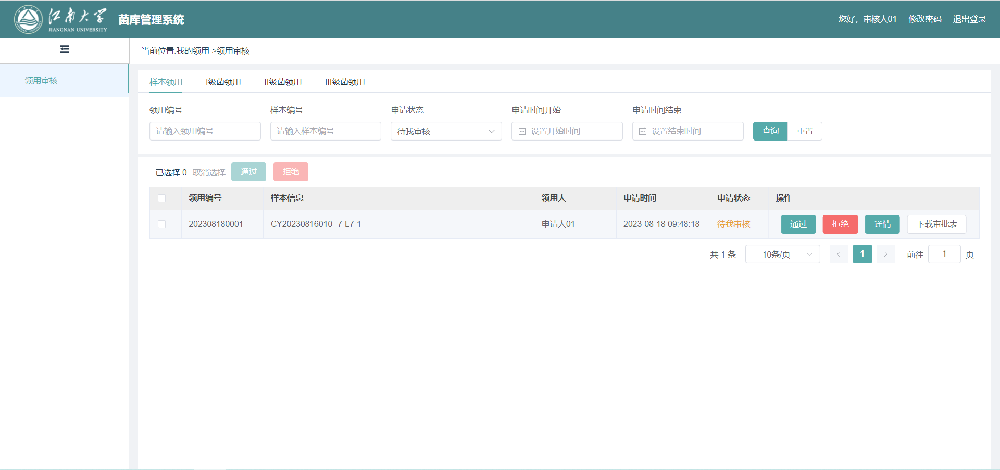 江南大学
JIANGNAN UNIVERSITY
菌库管理系统
您好，审核人01 修改密码 退出登录
当前位置:我的领用->领用审核
领用审核
样本领用 I级菌领用 II级菌领用 III级菌领用
领用编号 样本编号 申请状态 申请时间开始 申请时间结束
请输入领用编号 请输入样本编号 待我审核 设置开始时间 设置结束时间 查询 重置
已选择:0 取消选择 通过 拒绝
领用编号 样本信息 领用人 申请时间 申请状态 操作
202308180001 CY20230816010 7-L7-1 申请人01 2023-08-18 09:48:18 待我审核 通过 拒绝 详情 下载审批表
共 1 条 10条/页 1 前往 1 页